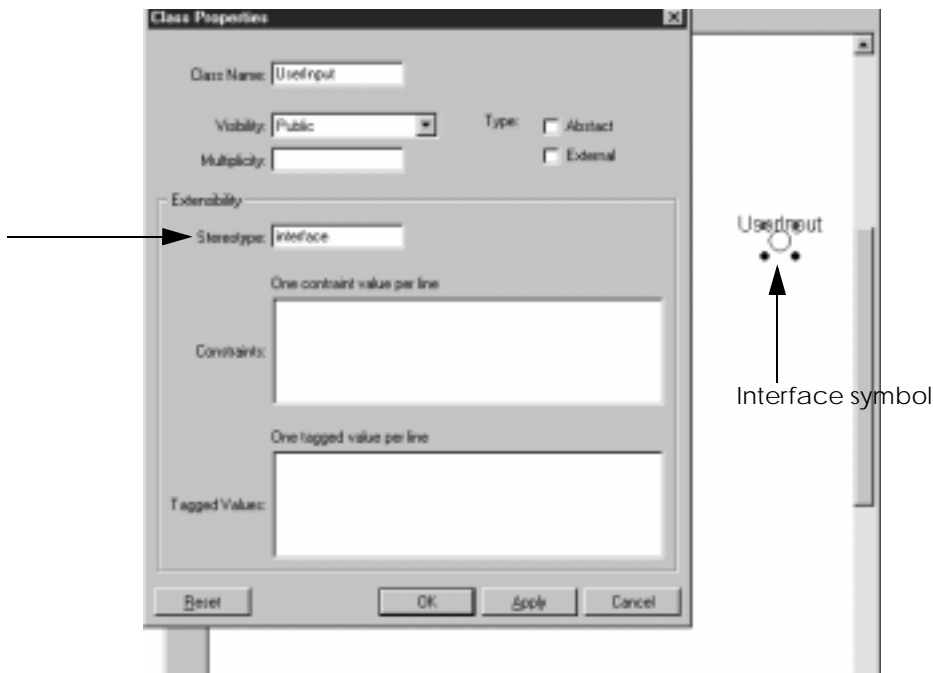 Class Properties
Class Name: UserInput
Visibility: Public
Type:
Abstact
Multiplicity:
External
Extensibility
Stereotype: interface
UserInput
One contraint value per line
Constraints:
Interface symbol
One tagged value per line
Tagged Values:
Reset
OK
Apply
Cancel